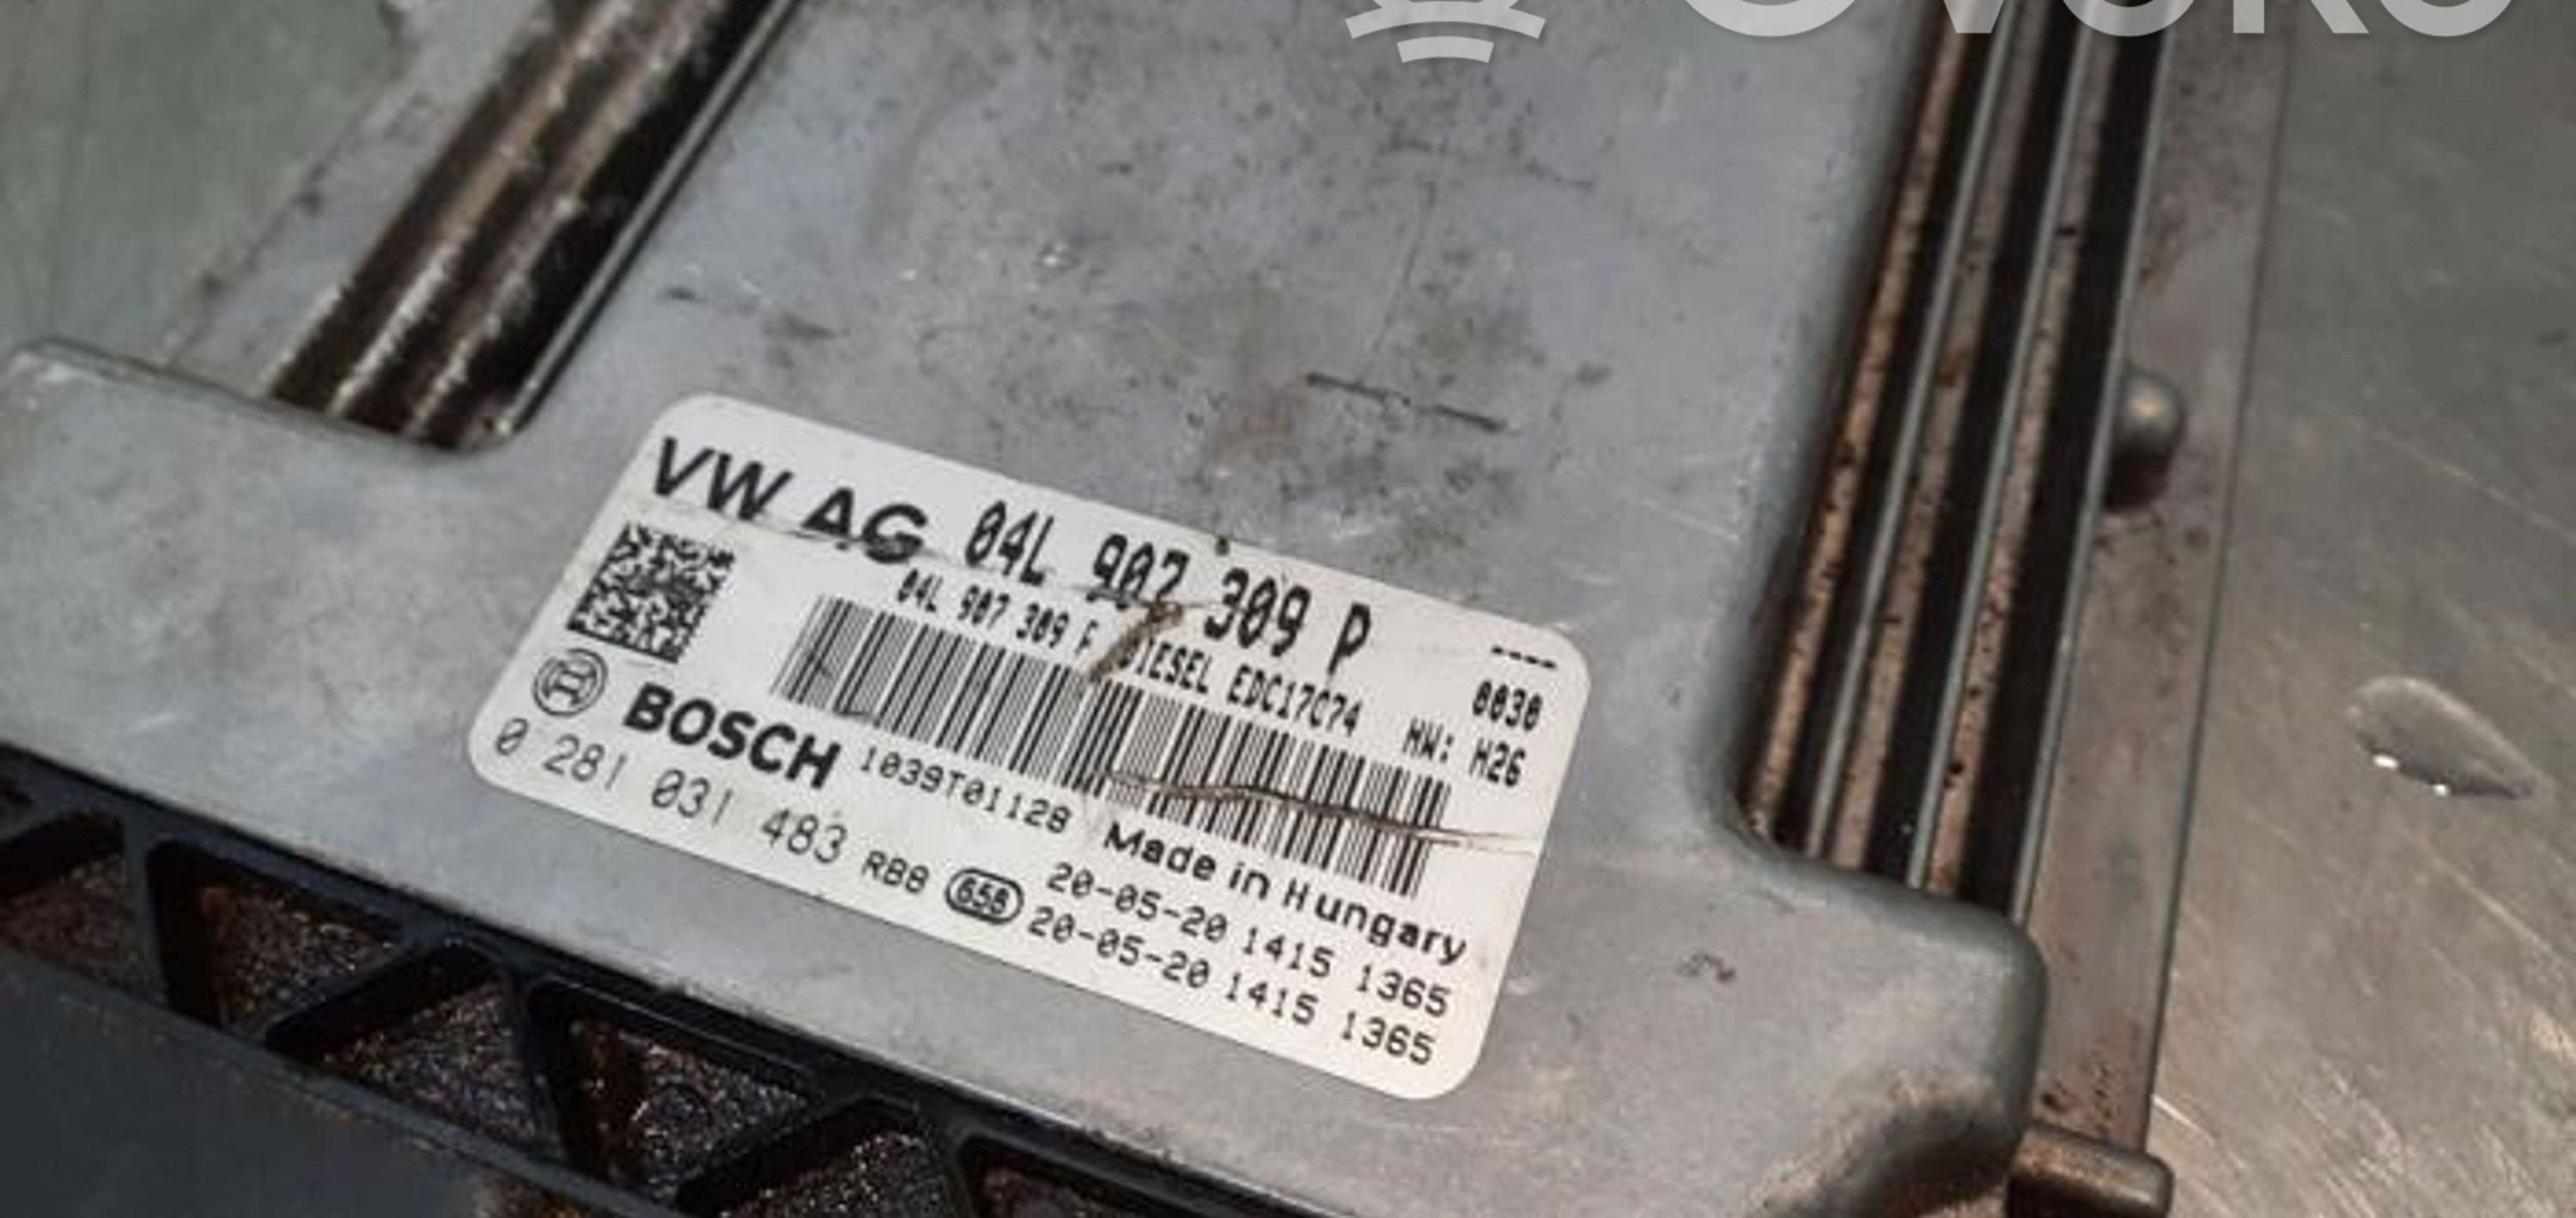 VW AG 04L 907 309 P ----
04L 907 309 F DIESEL EDC17C74 0030
HW: H26
BOSCH 1039T01128 Made in Hungary
0 281 031 483 RB8 658 20-05-20 1415 1365
20-05-20 1415 1365